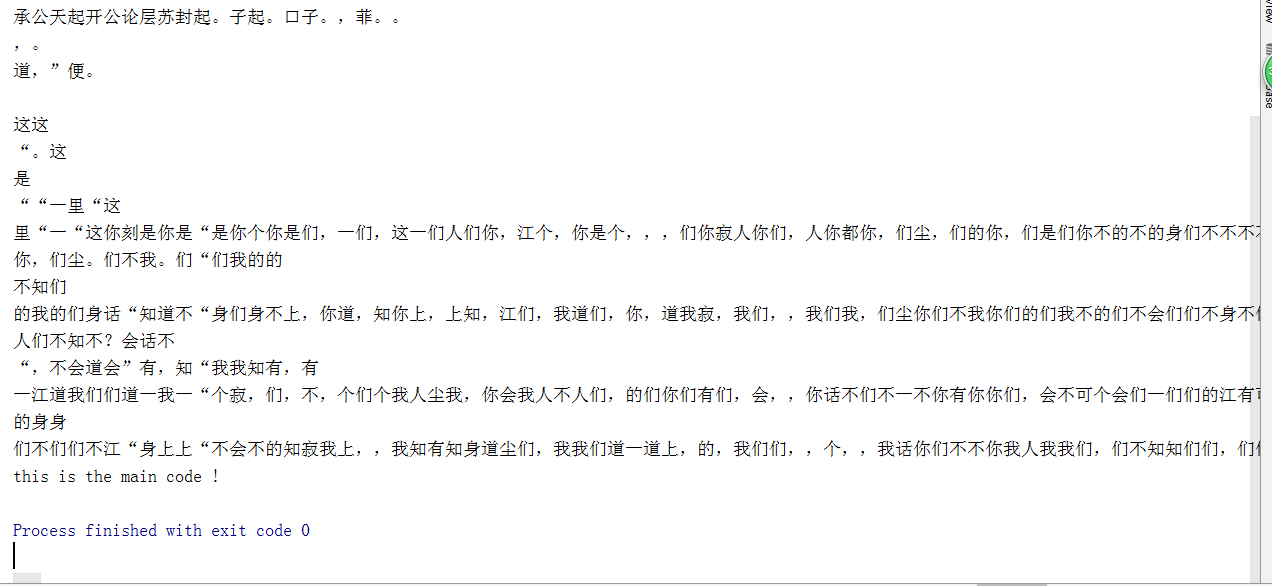 承公天起开公论层苏封起。子起。口子。，菲。。
，。
道，”便。
这这
“。这
是
““一里“这
里“一“这你刻是你是“是你个你是们，一们，这一们人们你，江个，你是个，，，们你寂人你们，人你都你，们尘，们的你，们是们你不的不的身们不不不
你，们尘。们不我。们“们我的的
不知们
的我的们身话“知道不“身们身不上，你道，知你上，上知，江们，我道们，你，道我寂，我们，，我们我，们尘你们不我你们的们我不的们不会们们不身不
人们不知不？会话不
“，不会道会”有，知“我我知有，有
一江道我们们道一我一“个寂，们，不，个们个我人尘我，你会我人不人们，的们你们有们，会，，你话不们不一不你有你你们，会不可个会们一们们的江有
的身身
们不们们不江“身上上“不会不的知寂我上，，我知有知身道尘们，我我们道一道上，的，我们们，，个，，我话你们不不你我人我我们，们不知知们们，们
this is the main code !
Process finished with exit code 0